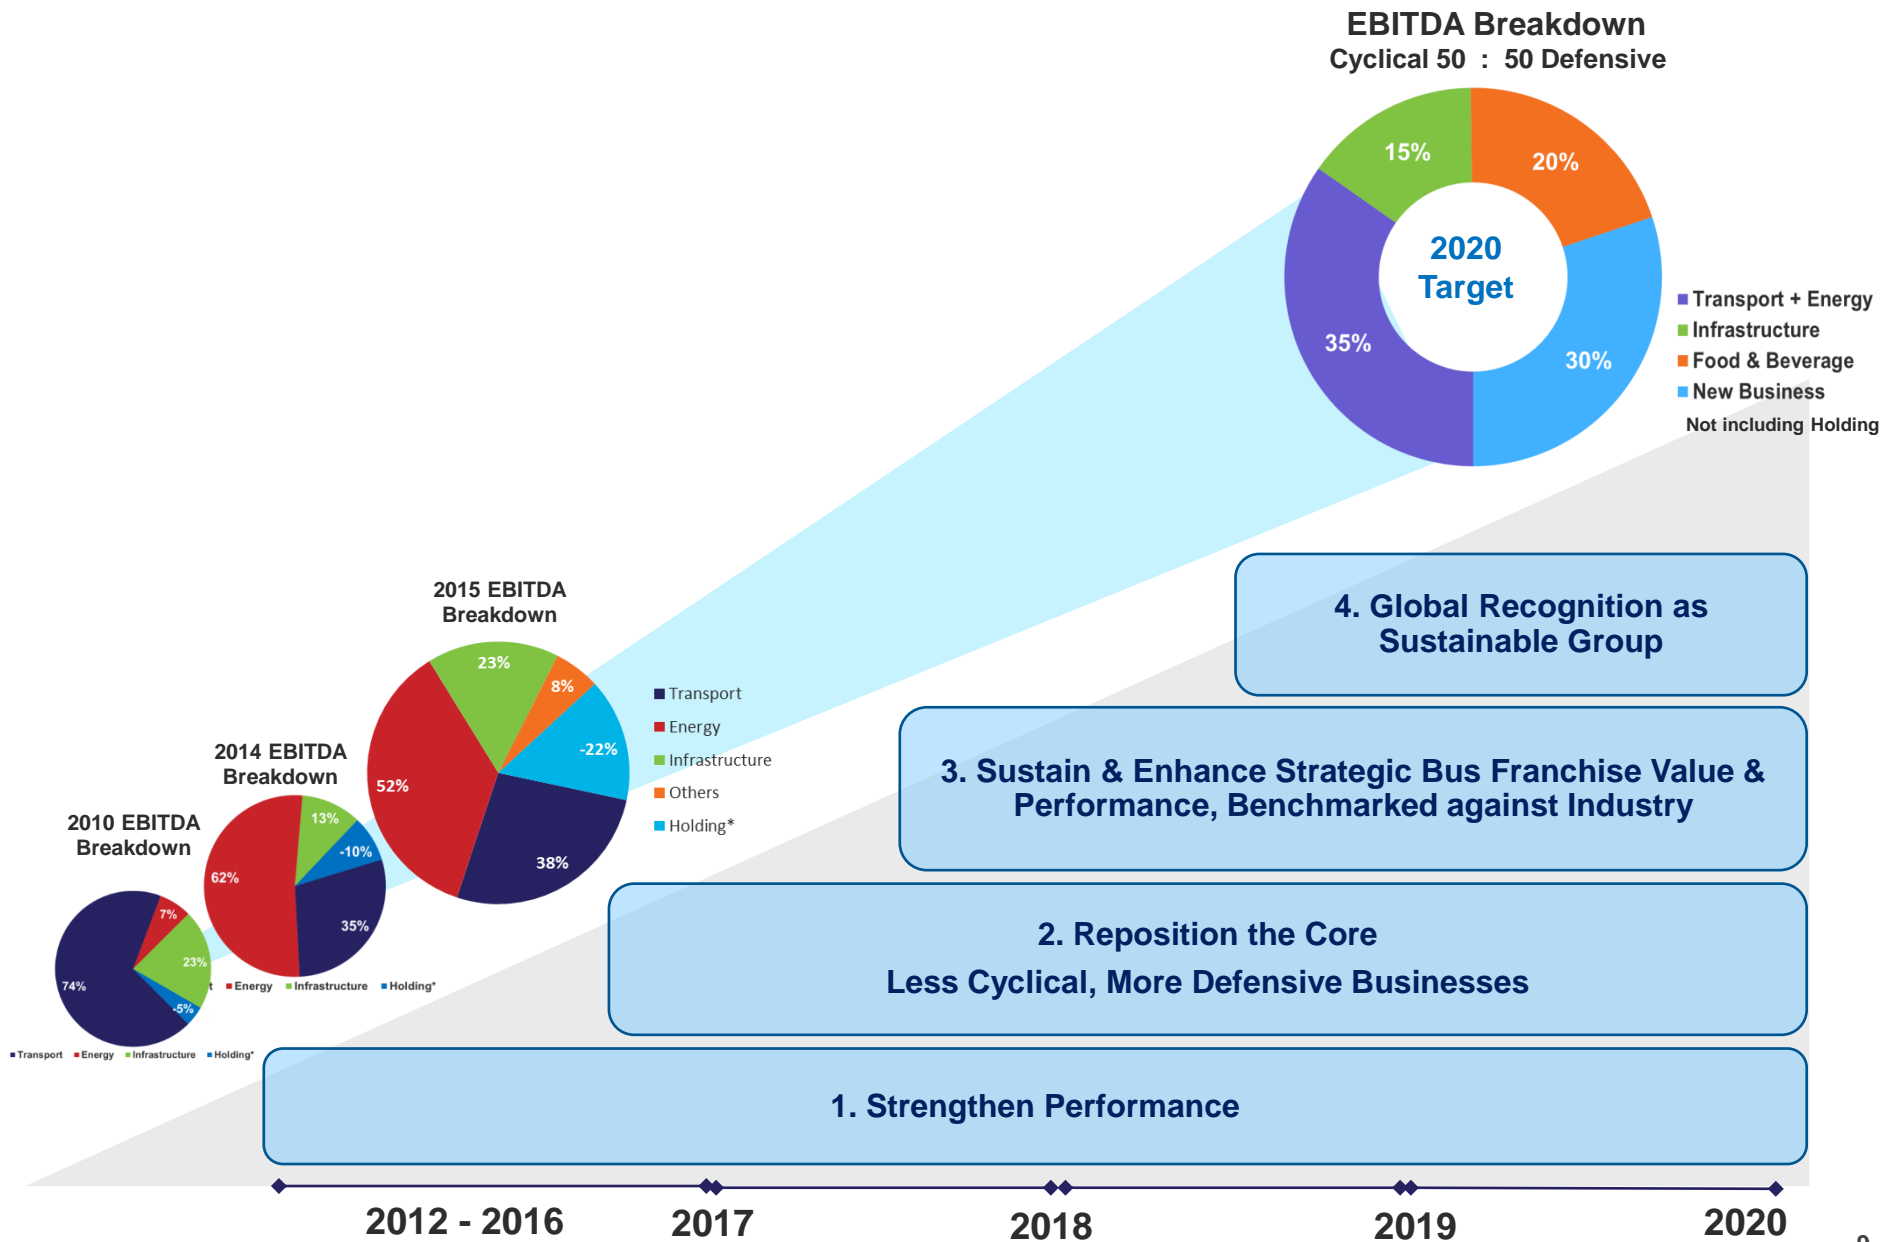 EBITDA Breakdown
Cyclical 50 : 50 Defensive
15%
20%
2020
Target
35%
30%
Transport + Energy
Infrastructure
Food & Beverage
New Business
Not including Holding
2015 EBITDA
Breakdown
23%
8%
-22%
52%
38%
Transport
Energy
Infrastructure
Others
Holding*
2014 EBITDA
Breakdown
13%
-10%
62%
35%
t Energy Infrastructure Holding*
2010 EBITDA
Breakdown
7%
23%
74%
-5%
Transport Energy Infrastructure Holding*
4. Global Recognition as
Sustainable Group
3. Sustain & Enhance Strategic Bus Franchise Value &
Performance, Benchmarked against Industry
2. Reposition the Core
Less Cyclical, More Defensive Businesses
1. Strengthen Performance
2012 - 2016
2017
2018
2019
2020